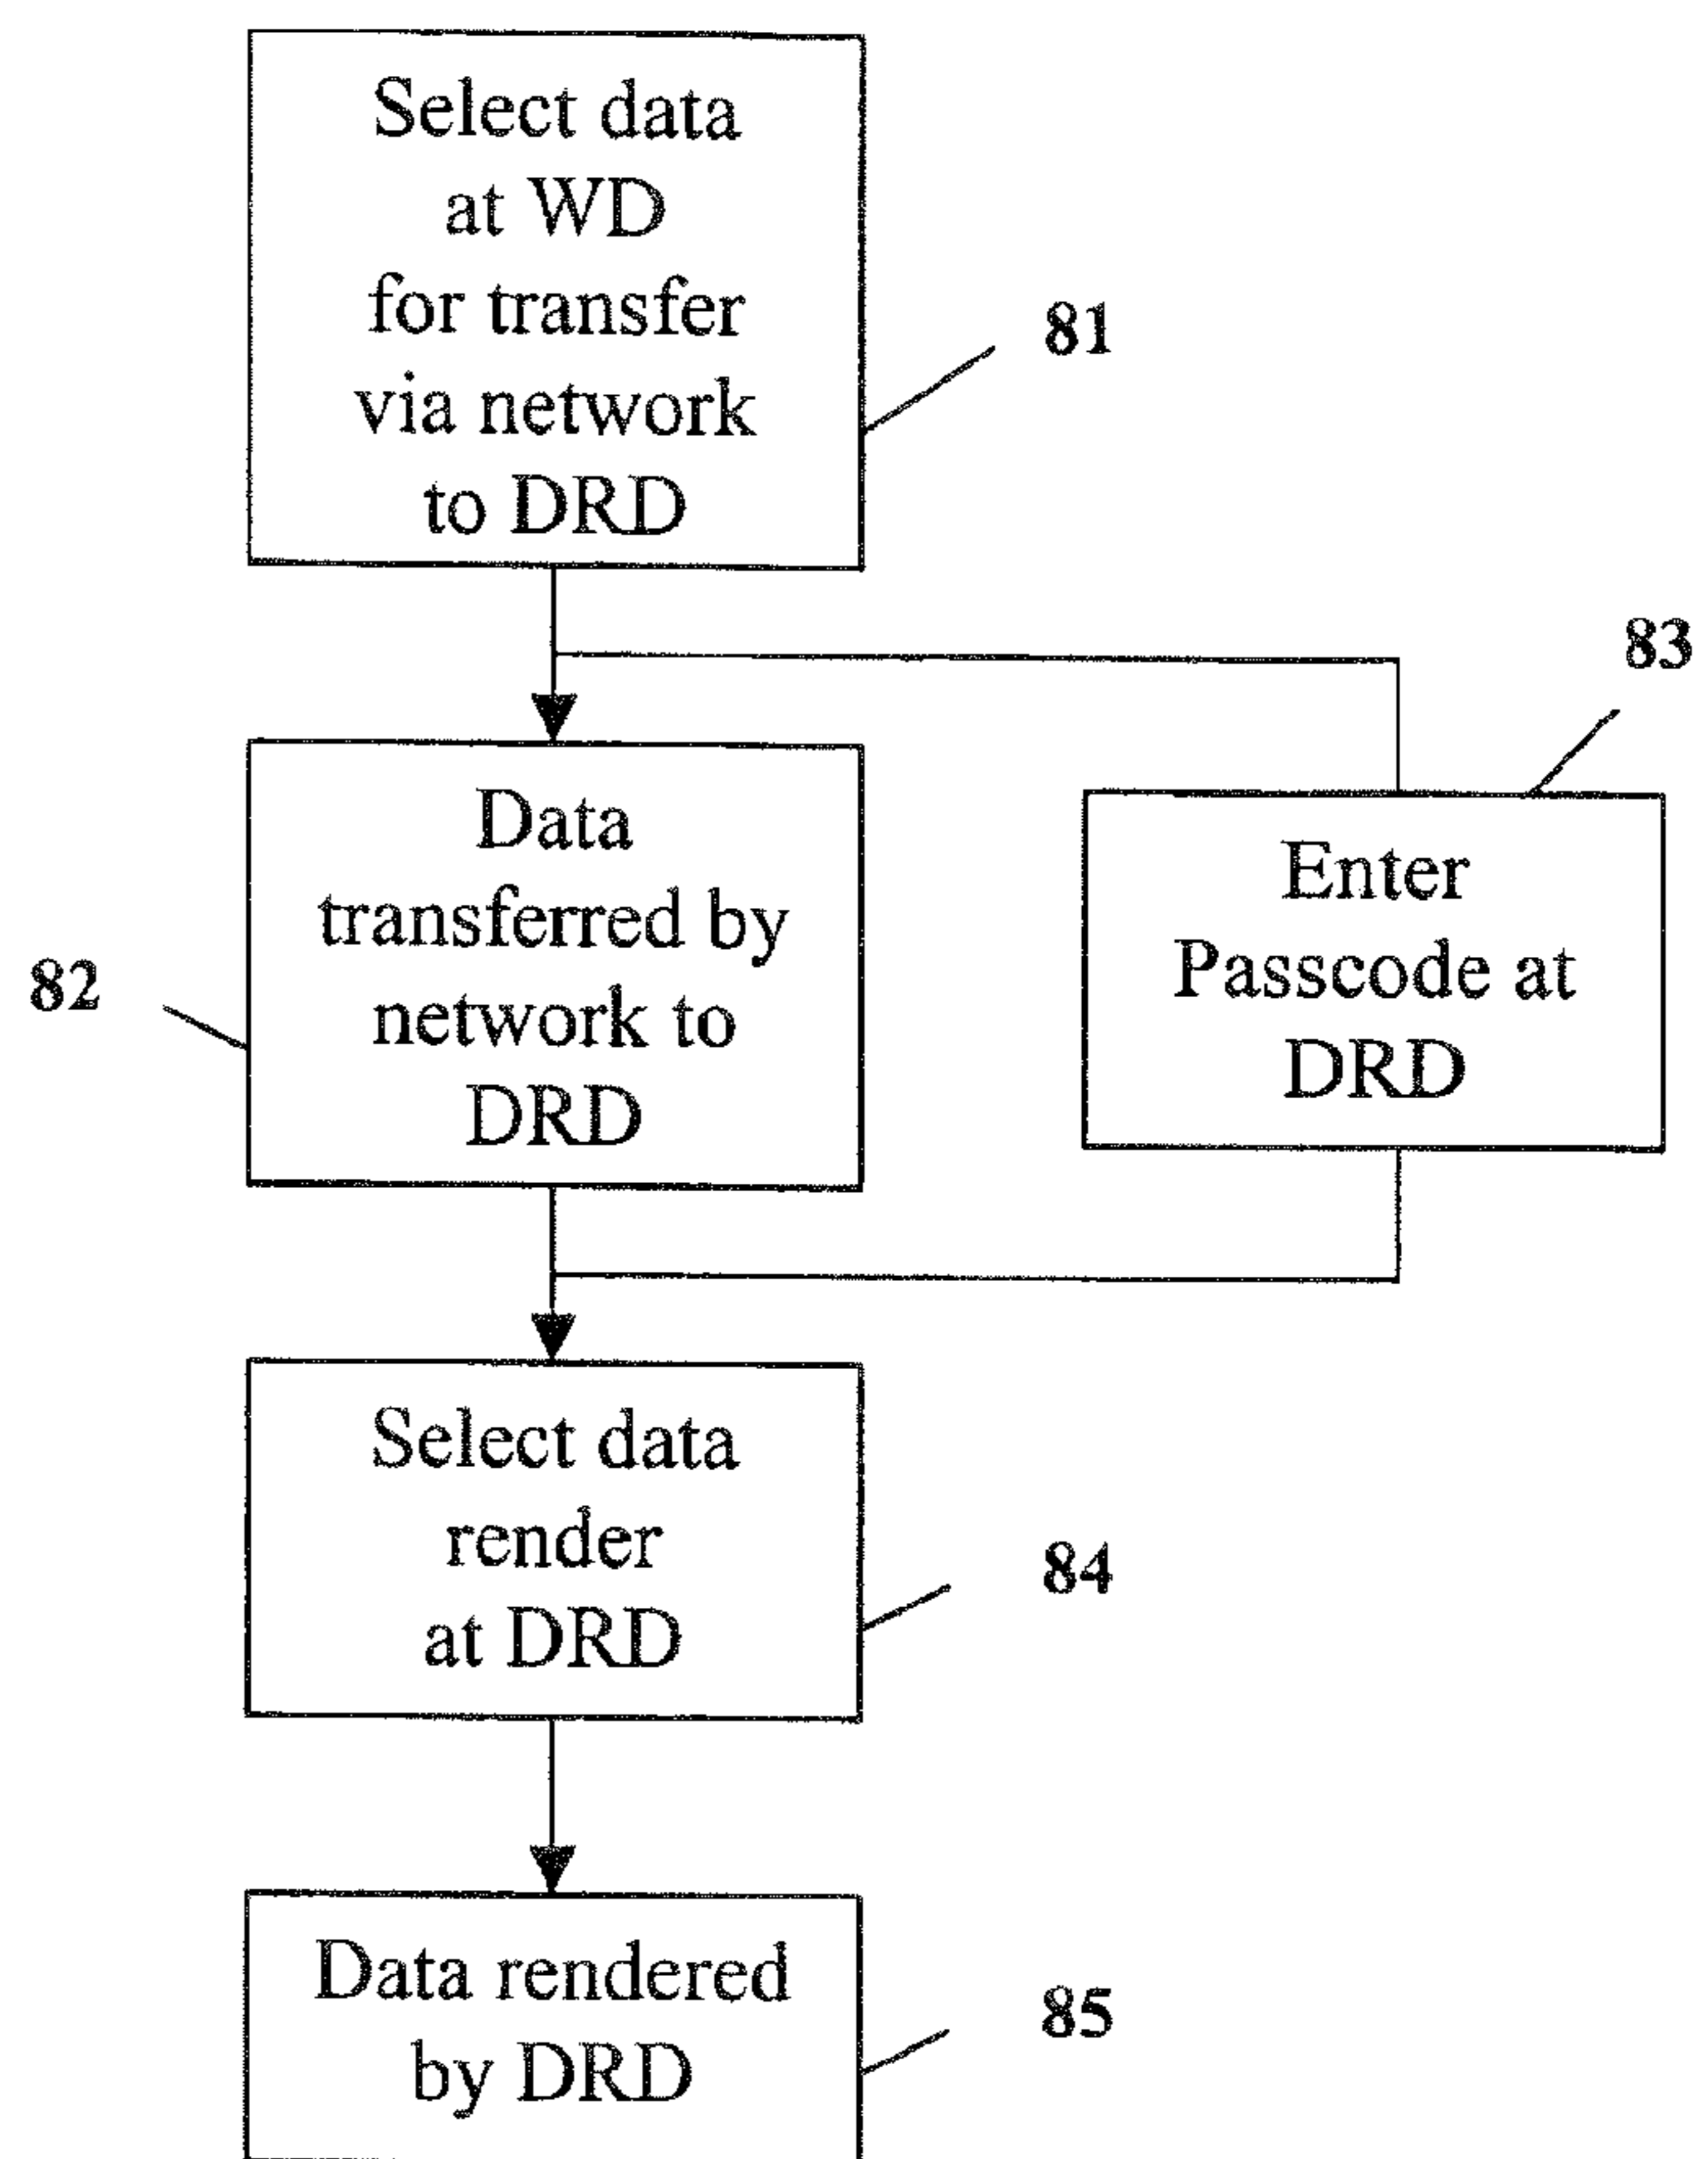 Select data
at WD
for transfer
via network
to DRD
81
83
Data
transferred by
network to
DRD
82
Enter
Passcode at
DRD
Select data
render
at DRD
84
Data rendered
by DRD
85